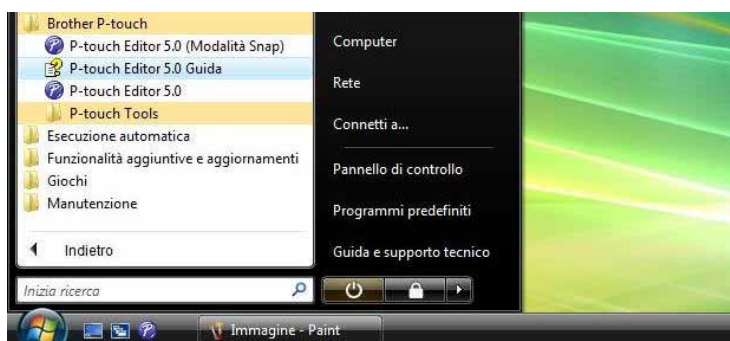 Brother P-touch
P-touch Editor 5.0 (Modalità Snap)
P-touch Editor 5.0 Guida
P-touch Editor 5.0
P-touch Tools
Esecuzione automatica
Funzionalità aggiuntive e aggiornamenti
Giochi
Manutenzione
Indietro
Inizia ricerca
Computer
Rete
Connetti a...
Pannello di controllo
Programmi predefiniti
Guida e supporto tecnico
Immagine - Paint